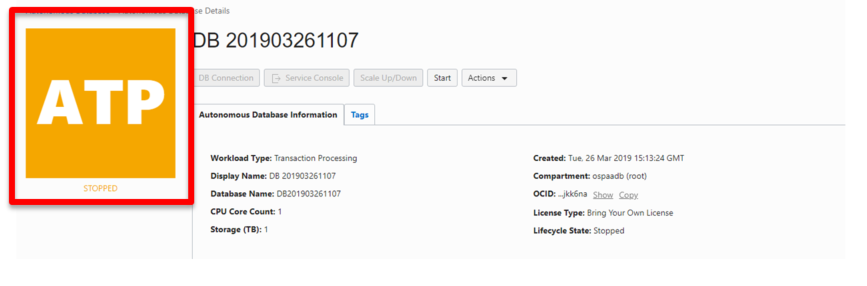 Details
DB 201903261107
ATP
STOPPED
DB Connection
Service Console
Scale Up/Down
Start
Actions
Autonomous Database Information
Tags
Workload Type: Transaction Processing
Display Name: DB 201903261107
Database Name: DB201903261107
CPU Core Count: 1
Storage (TB): 1
Created: Tue, 26 Mar 2019 15:13:24 GMT
Compartment: ospaadb (root)
OCID: ...jkk6na Show Copy
License Type: Bring Your Own License
Lifecycle State: Stopped